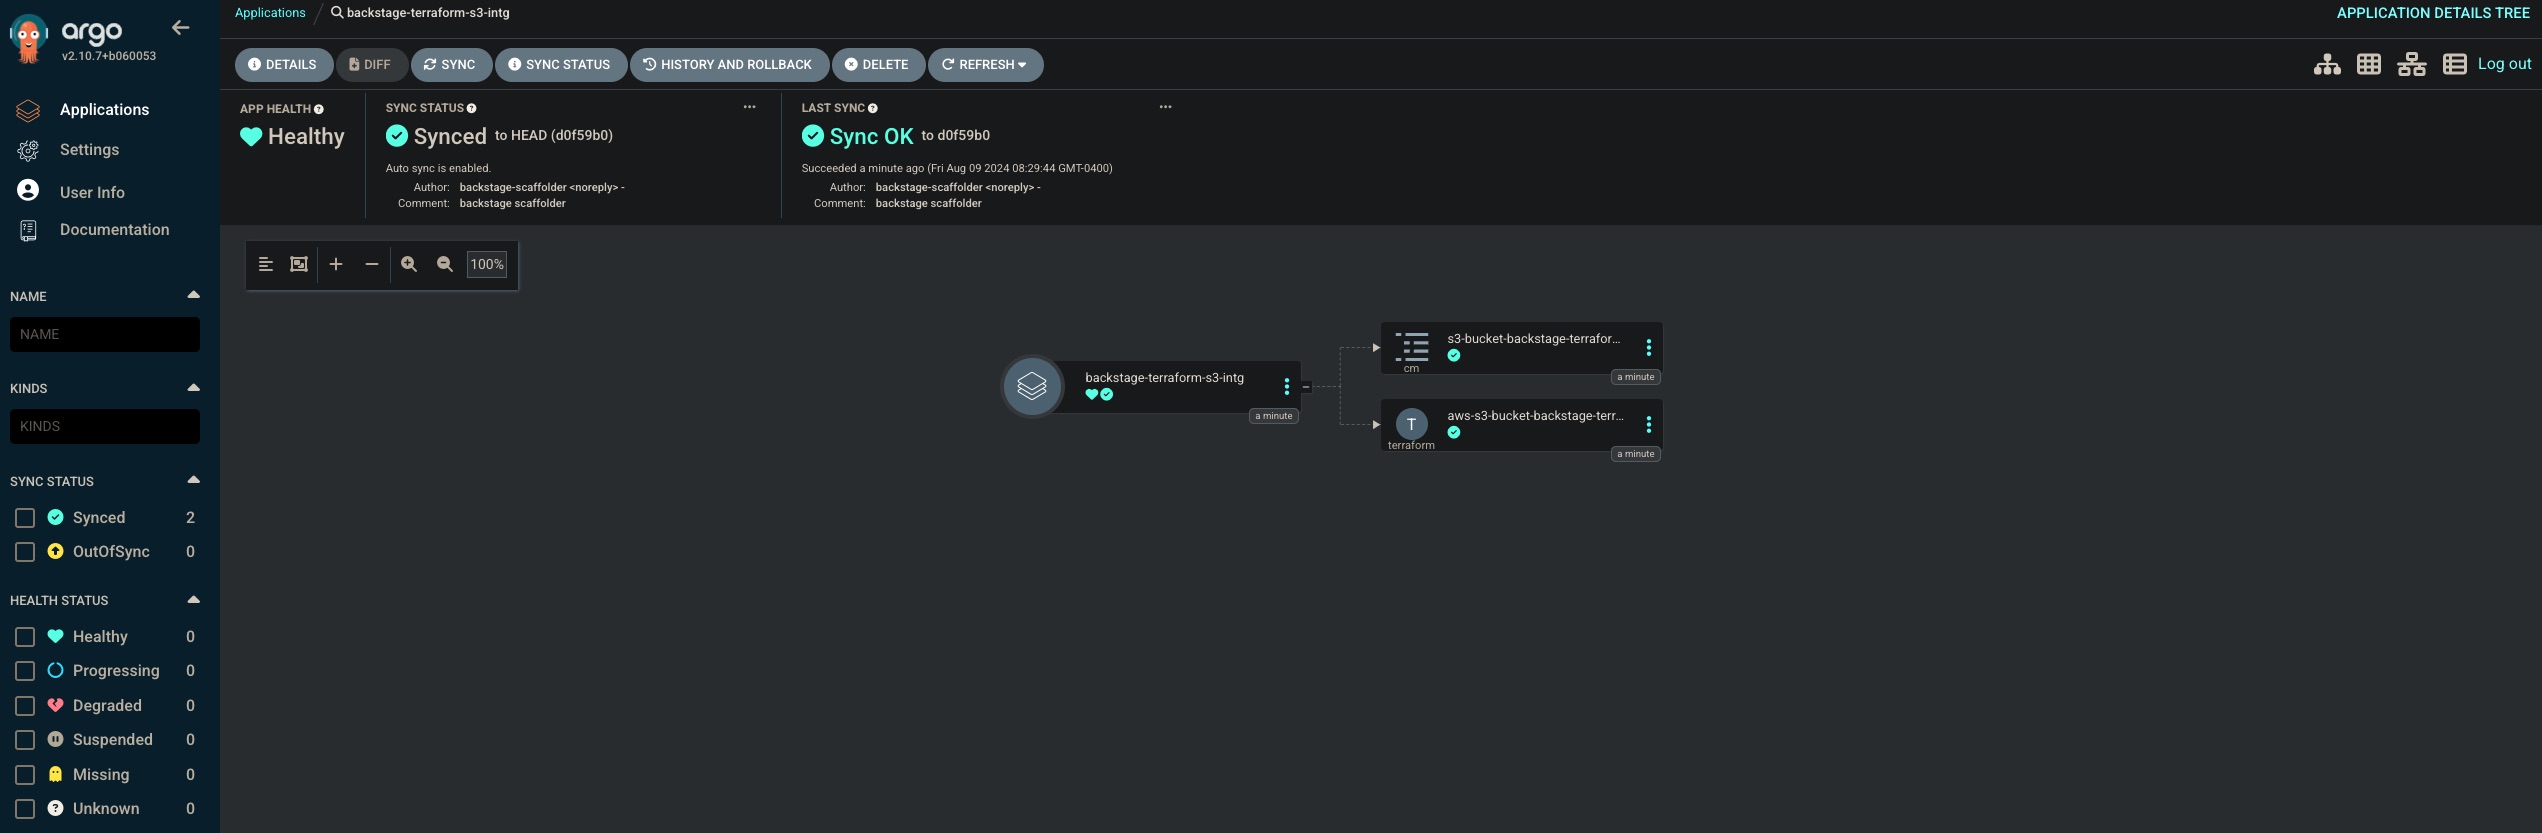 argo
v2.10.7+b060053
Applications
Settings
User Info
Documentation
NAME
NAME
KINDS
KINDS
SYNC STATUS
Synced 2
OutOfSync 0
HEALTH STATUS
Healthy 0
Progressing 0
Degraded 0
Suspended 0
Missing 0
Unknown 0
Applications / backstage-terraform-s3-intg
APPLICATION DETAILS TREE
DETAILS DIFF SYNC SYNC STATUS HISTORY AND ROLLBACK DELETE REFRESH
Log out
APP HEALTH
Healthy
SYNC STATUS
Synced to HEAD (d0f59b0)
Auto sync is enabled.
Author: backstage-scaffolder <noreply> -
Comment: backstage scaffolder
LAST SYNC
Sync OK to d0f59b0
Succeeded a minute ago (Fri Aug 09 2024 08:29:44 GMT-0400)
Author: backstage-scaffolder <noreply> -
Comment: backstage scaffolder
100%
backstage-terraform-s3-intg
a minute
s3-bucket-backstage-terrafor...
cm
a minute
T
aws-s3-bucket-backstage-terr...
terraform
a minute